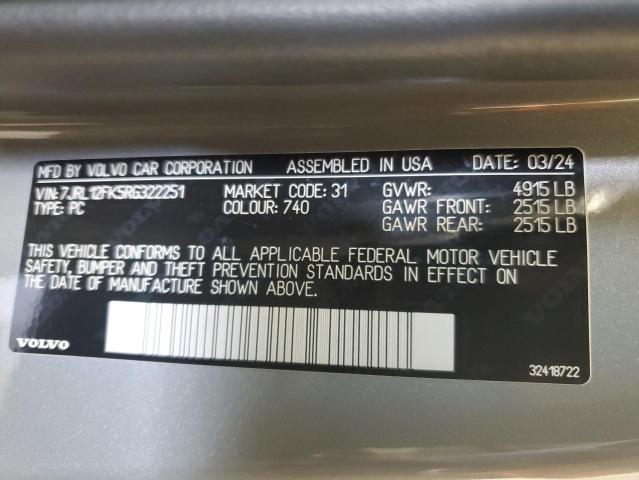 MFD BY VOLVO CAR CORPORATION ASSEMBLED IN USA DATE: 03/24
VIN: 7JRL12FK5RG322251 MARKET CODE: 31 GVWR: 4915 LB
TYPE: PC COLOUR: 740 GAWR FRONT: 2515 LB
GAWR REAR: 2515 LB
THIS VEHICLE CONFORMS TO ALL APPLICABLE FEDERAL MOTOR VEHICLE
SAFETY, BUMPER AND THEFT PREVENTION STANDARDS IN EFFECT ON
THE DATE OF MANUFACTURE SHOWN ABOVE.
VOLVO
32418722